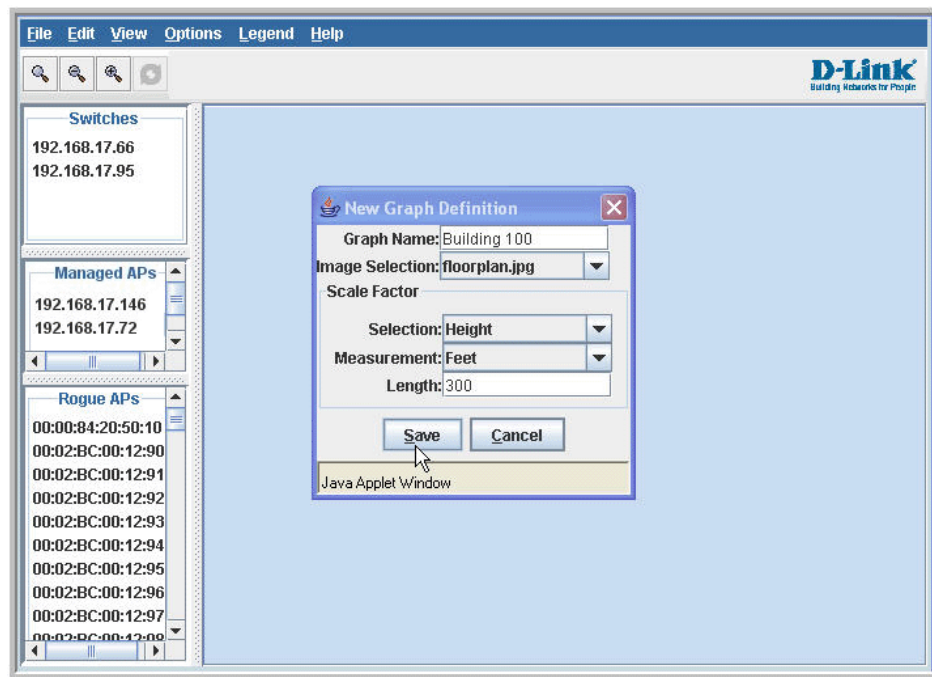 File Edit View Options Legend Help
D-Link
Building Networks for People
Switches
192.168.17.66
192.168.17.95
Managed APs
192.168.17.146
192.168.17.72
Rogue APs
00:00:84:20:50:10
00:02:BC:00:12:90
00:02:BC:00:12:91
00:02:BC:00:12:92
00:02:BC:00:12:93
00:02:BC:00:12:94
00:02:BC:00:12:95
00:02:BC:00:12:96
00:02:BC:00:12:97
New Graph Definition
Graph Name: Building 100
Image Selection: floorplan.jpg
Scale Factor
Selection: Height
Measurement: Feet
Length: 300
Save Cancel
Java Applet Window